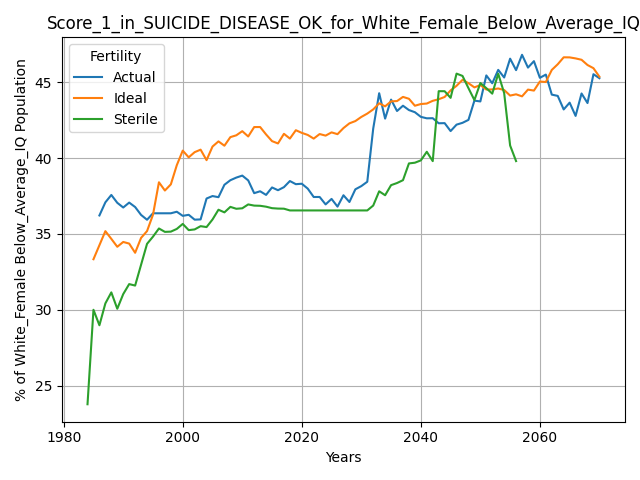 Score_1_in_SUICIDE_DISEASE_OK_for_White_Female_Below_Average_IQ
Fertility
Actual
Ideal
Sterile
% of White_Female Below_Average_IQ Population
45
40
35
30
25
1980
2000
2020
2040
2060
Years